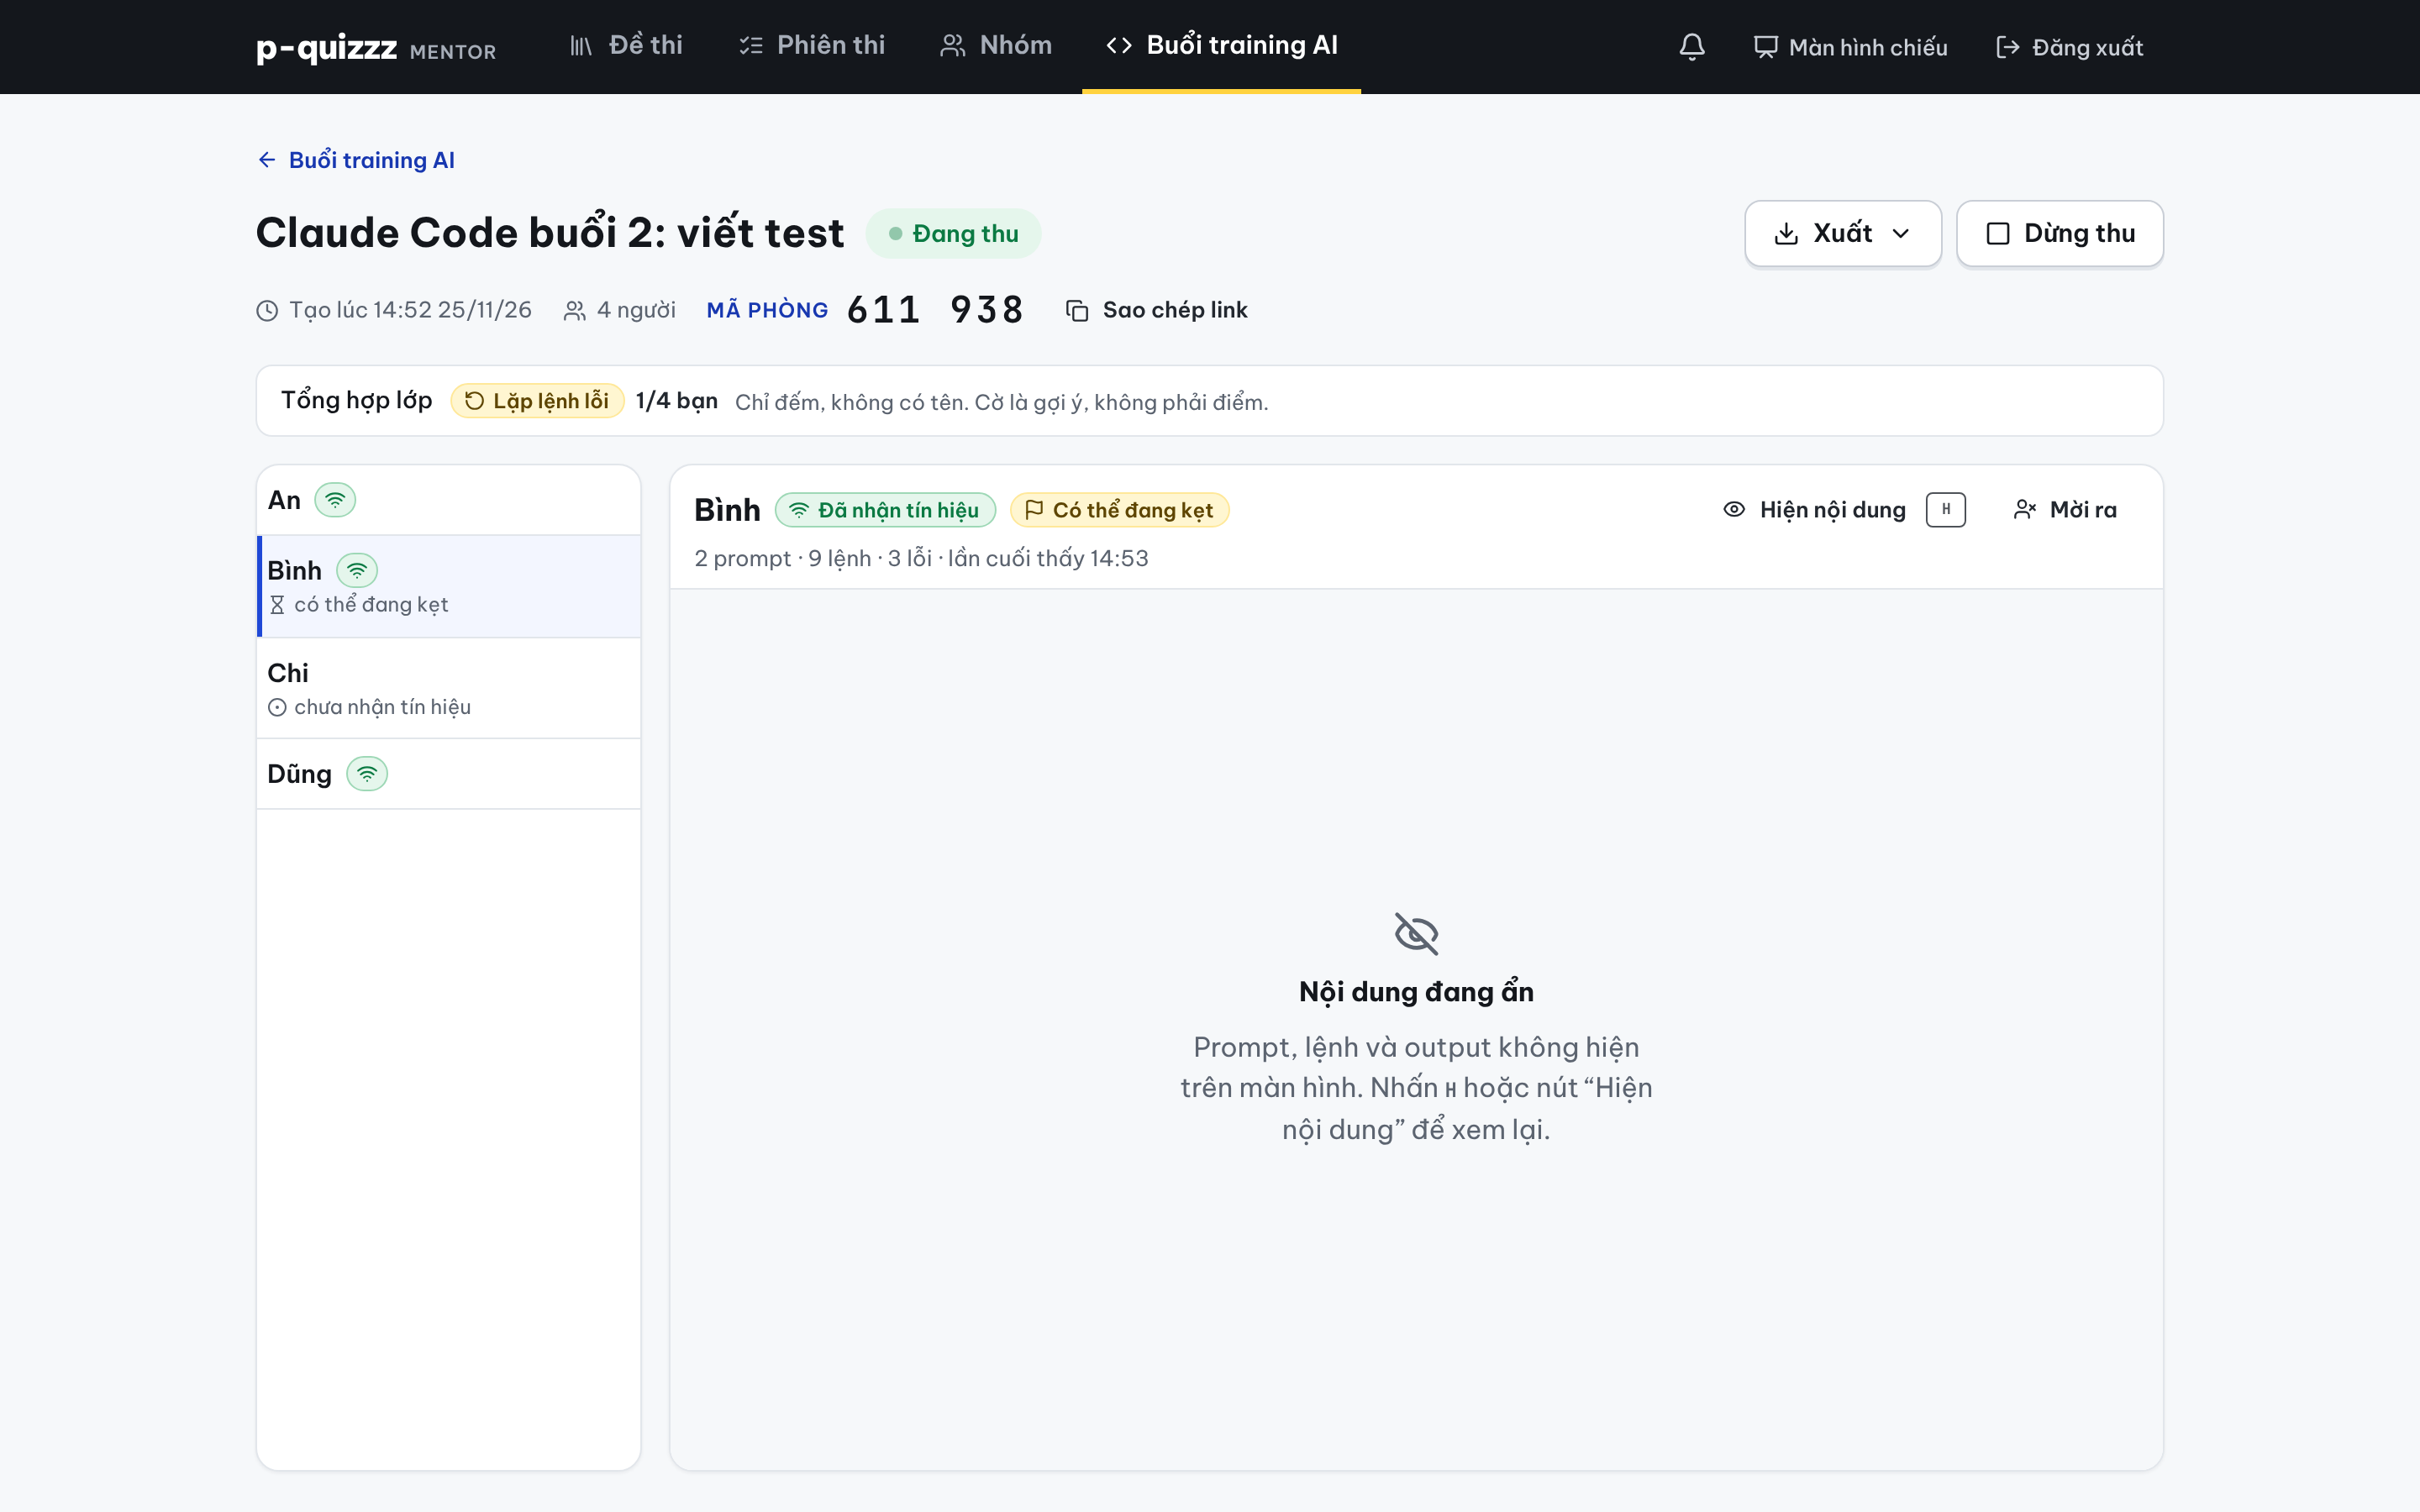 p-quizzz MENTOR
Đề thi
Phiên thi
Nhóm
Buổi training AI
Màn hình chiếu
Đăng xuất
Buổi training AI
Claude Code buổi 2: viết test
Đang thu
Xuất
Dừng thu
Tạo lúc 14:52 25/11/26
4 người
MÃ PHÒNG 611 938
Sao chép link
Tổng hợp lớp
Lặp lệnh lỗi
1/4 bạn
Chỉ đếm, không có tên. Cờ là gợi ý, không phải điểm.
An
Bình
có thể đang kẹt
Chi
chưa nhận tín hiệu
Dũng
Bình
Đã nhận tín hiệu
Có thể đang kẹt
Hiện nội dung
H
Mời ra
2 prompt · 9 lệnh · 3 lỗi · lần cuối thấy 14:53
Nội dung đang ẩn
Prompt, lệnh và output không hiện
trên màn hình. Nhấn H hoặc nút “Hiện
nội dung” để xem lại.